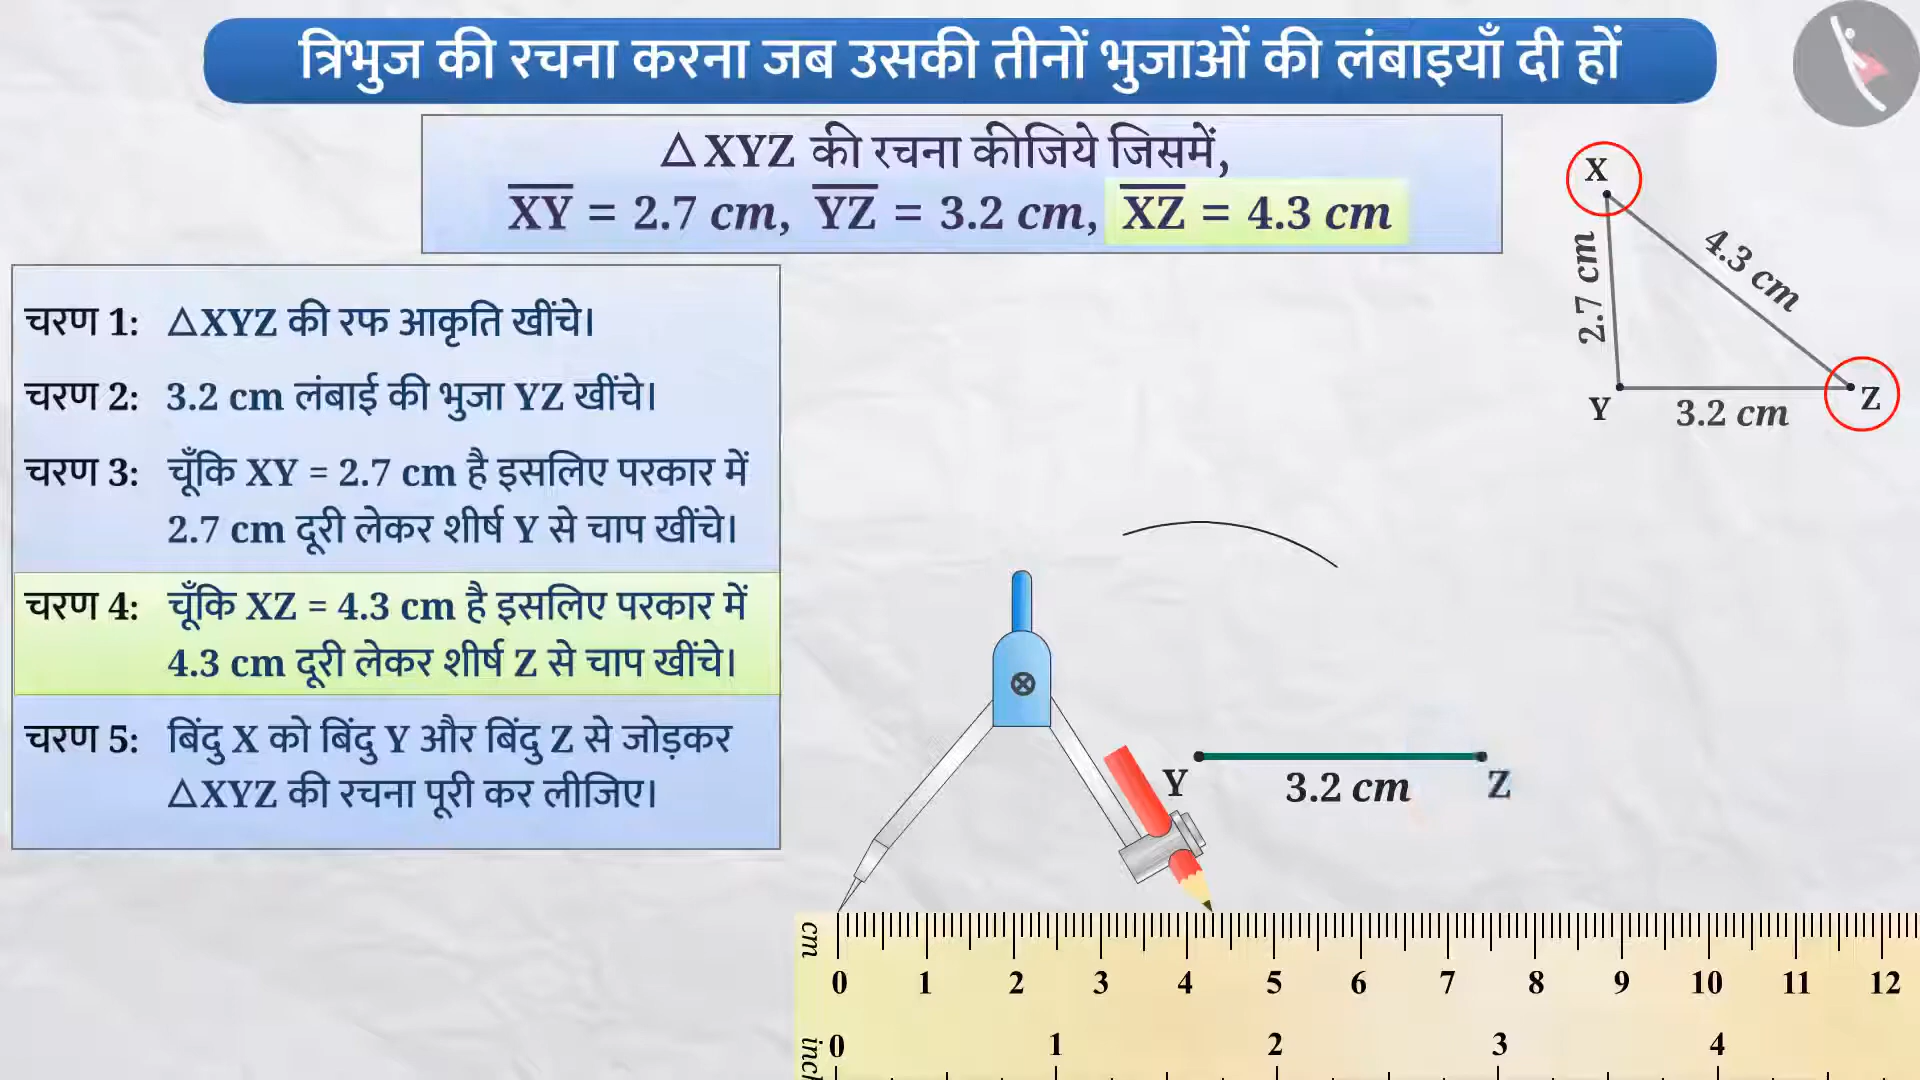 त्रिभुज की रचना करना जब उसकी तीनों भुजाओं की लंबाइयाँ दी हों
△XYZ की रचना कीजिये जिसमें,
XY = 2.7 cm, YZ = 3.2 cm, XZ = 4.3 cm
चरण 1: △XYZ की रफ आकृति खींचे।
चरण 2: 3.2 cm लंबाई की भुजा YZ खींचे।
चरण 3: चूँकि XY = 2.7 cm है इसलिए परकार में
2.7 cm दूरी लेकर शीर्ष Y से चाप खींचे।
चरण 4: चूँकि XZ = 4.3 cm है इसलिए परकार में
4.3 cm दूरी लेकर शीर्ष Z से चाप खींचे।
चरण 5: बिंदु X को बिंदु Y और बिंदु Z से जोड़कर
△XYZ की रचना पूरी कर लीजिए।
X
2.7 cm
4.3 cm
Y
3.2 cm
Z
Y
3.2 cm
Z
cm
0 1 2 3 4 5 6 7 8 9 10 11 12
inch
0 1 2 3 4